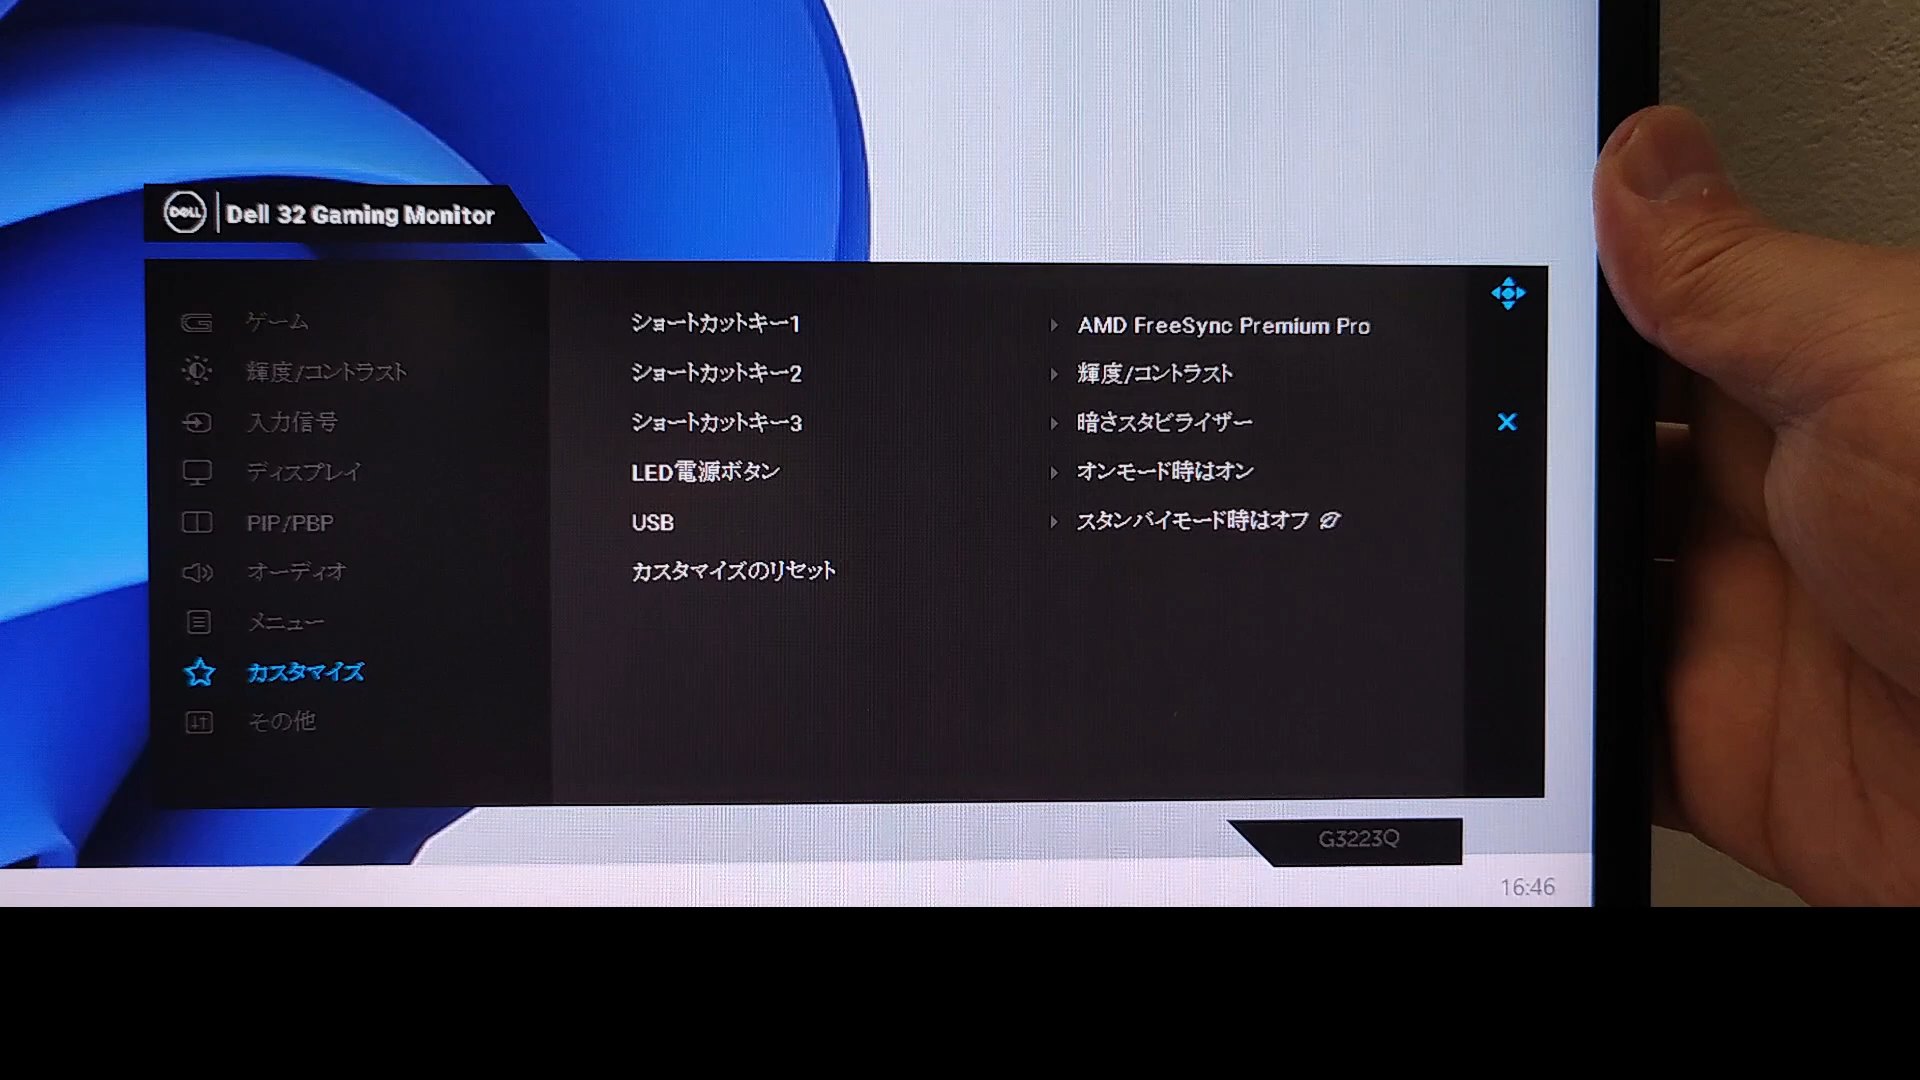 DELL Dell 32 Gaming Monitor
ゲーム
輝度/コントラスト
入力信号
ディスプレイ
PIP/PBP
オーディオ
メニュー
カスタマイズ
その他
ショートカットキー1 AMD FreeSync Premium Pro
ショートカットキー2 輝度/コントラスト
ショートカットキー3 暗さスタビライザー
LED電源ボタン オンモード時はオン
USB スタンバイモード時はオフ
カスタマイズのリセット
G3223Q
16:46